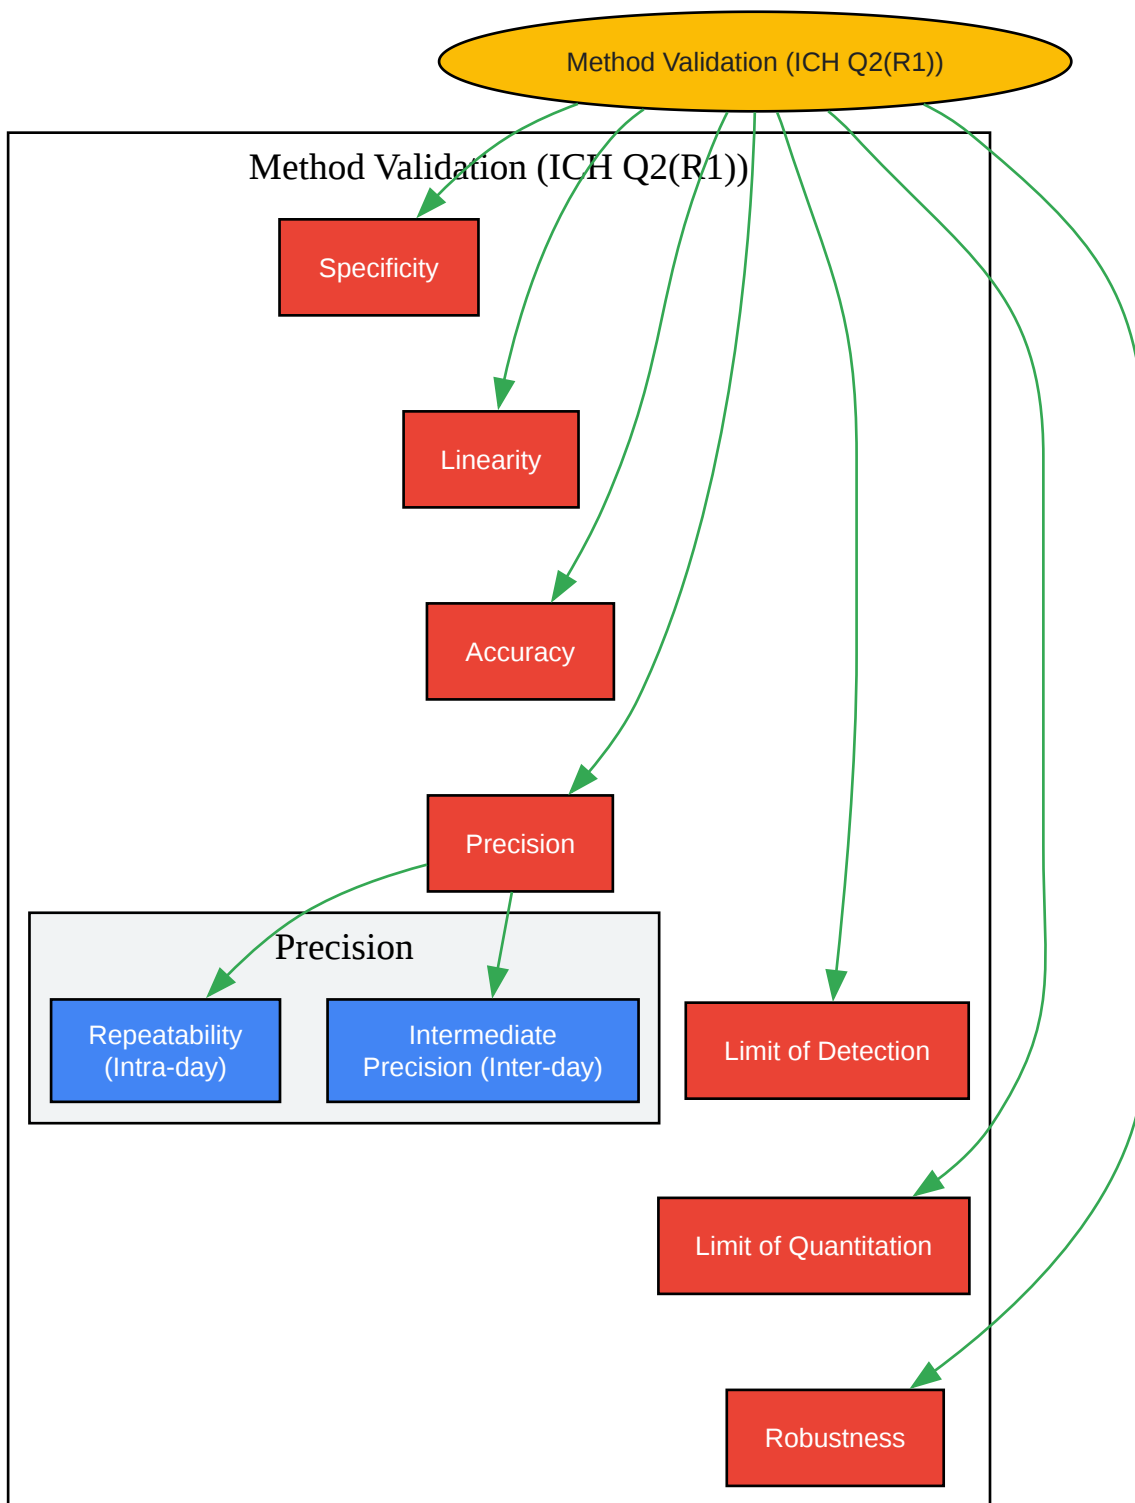 Method Validation (ICH Q2(R1))
Method Validation (ICH Q2(R1))
Specificity
Linearity
Accuracy
Precision
Precision
Repeatability
(Intra-day)
Intermediate
Precision (Inter-day)
Limit of Detection
Limit of Quantitation
Robustness